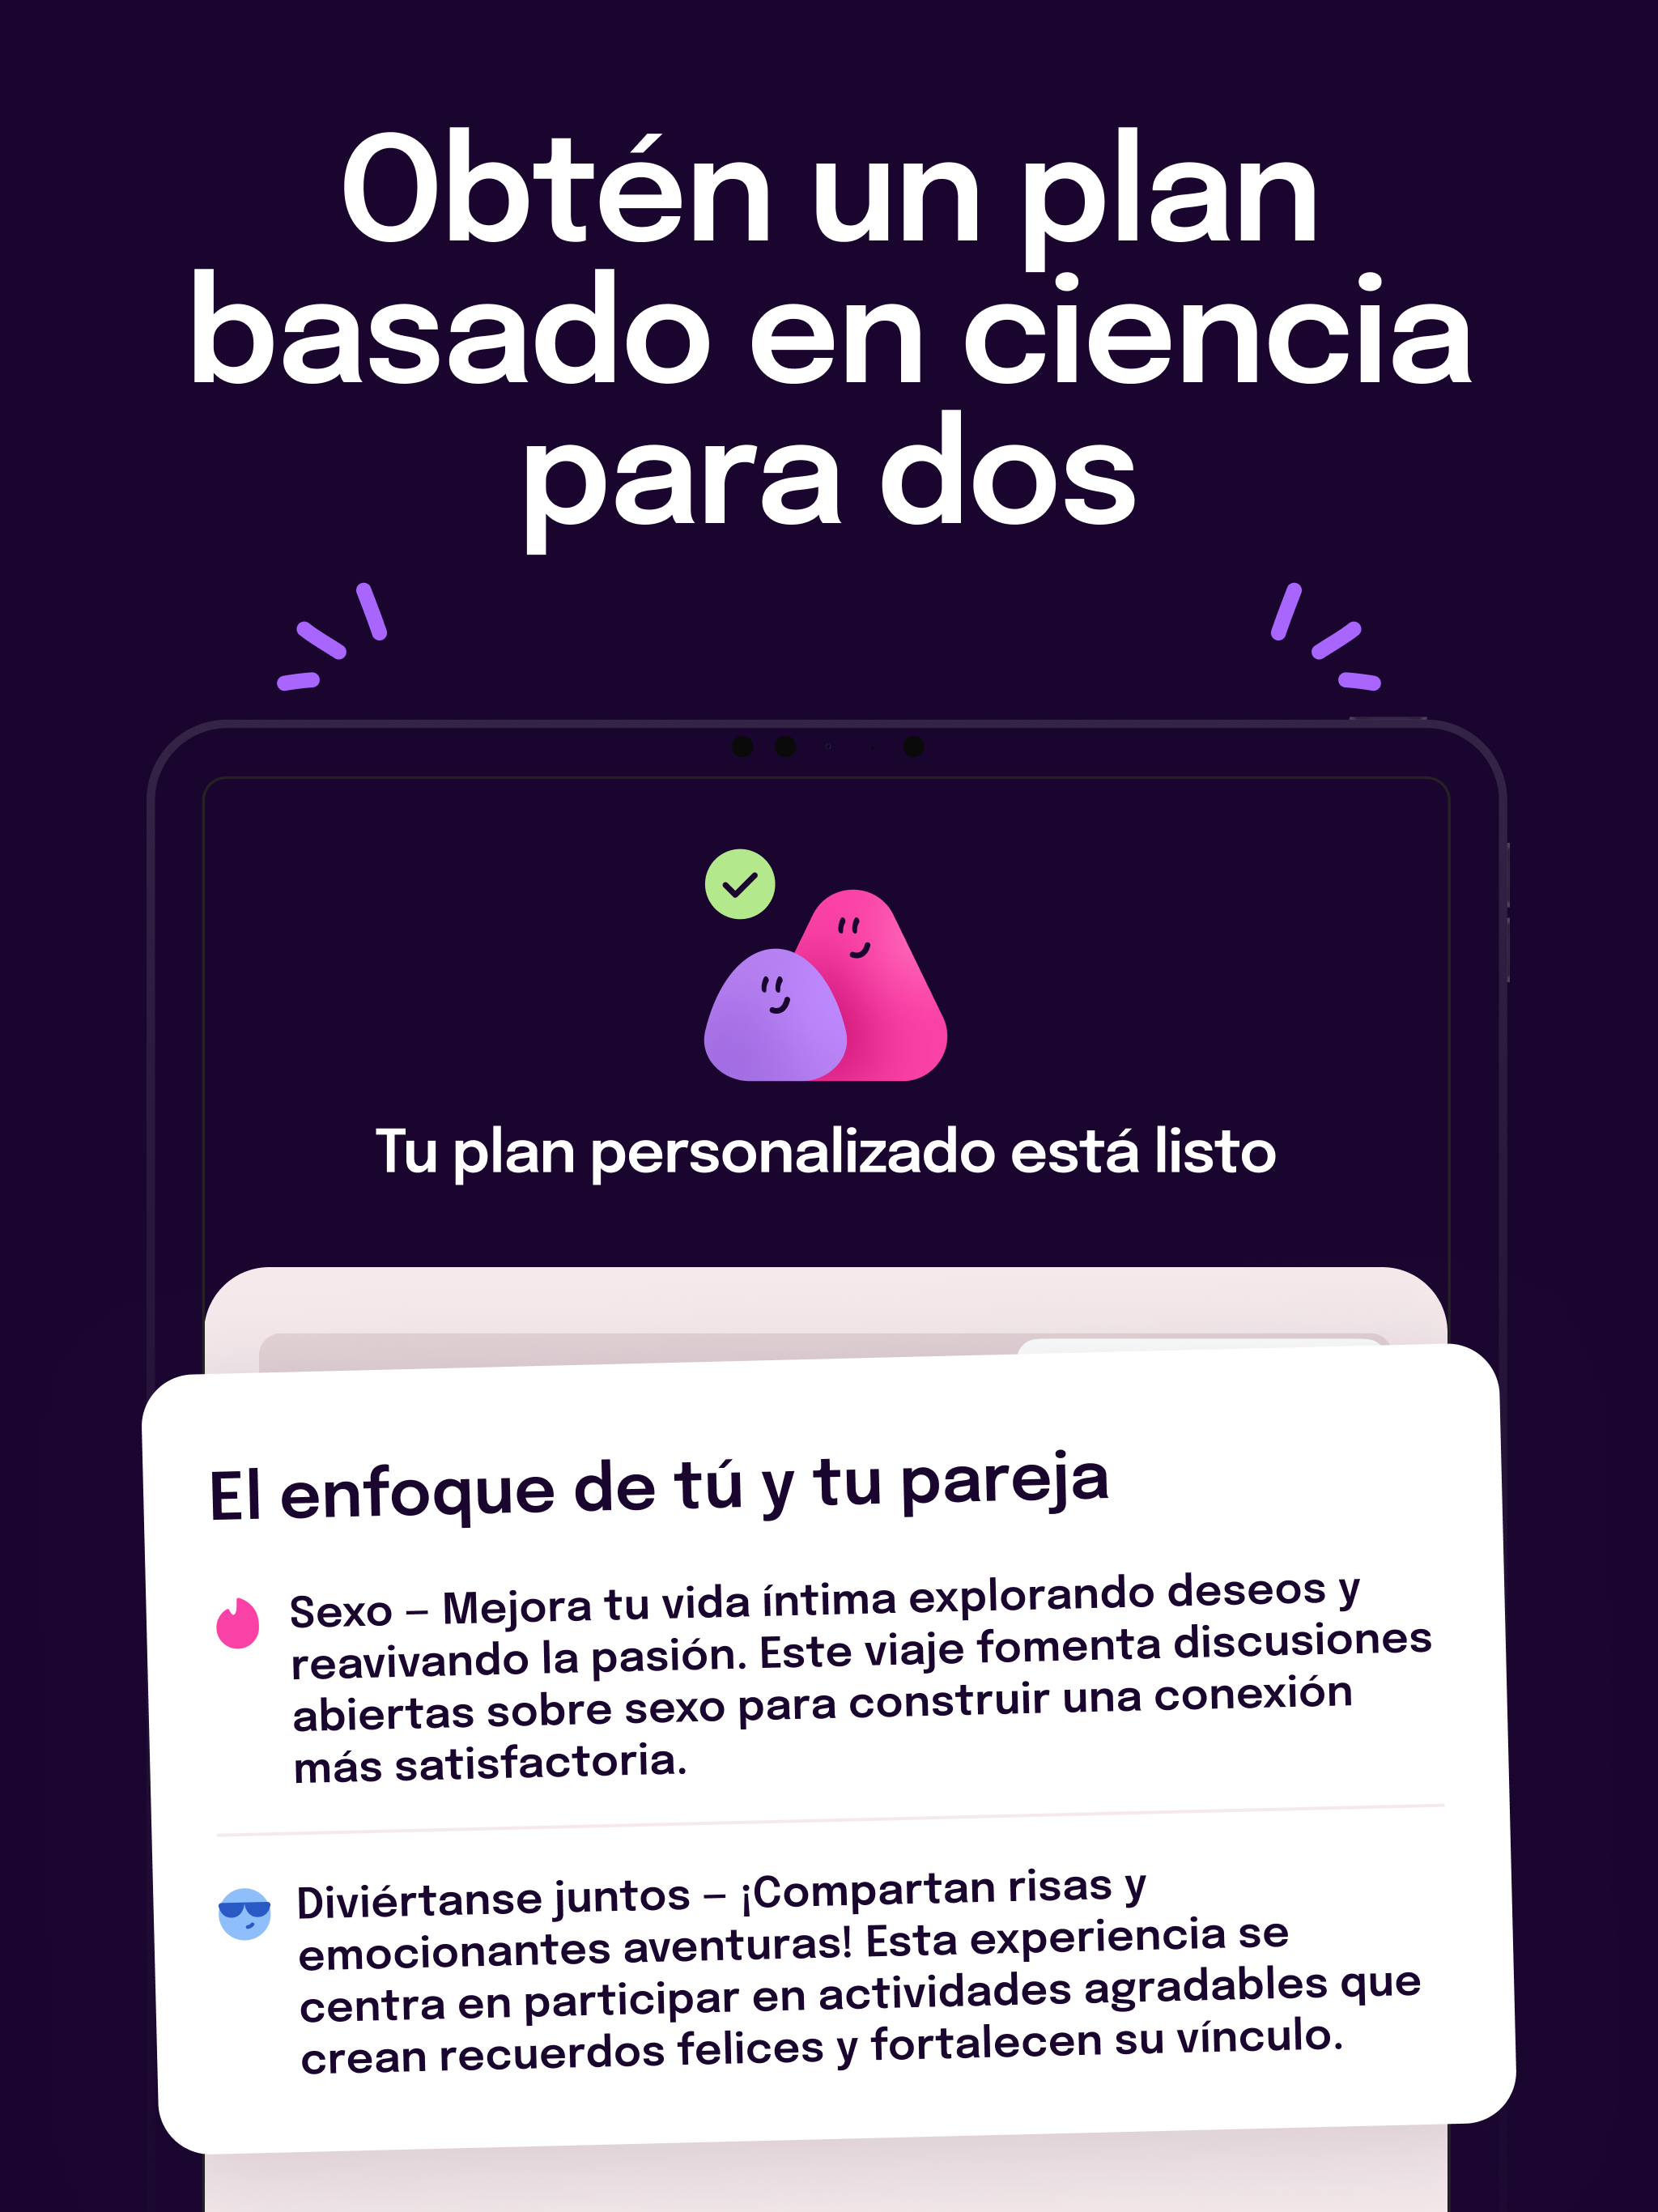 Obtén un plan
basado en ciencia
para dos
Tu plan personalizado está listo
El enfoque de tú y tu pareja
Sexo – Mejora tu vida íntima explorando deseos y
reavivando la pasión. Este viaje fomenta discusiones
abiertas sobre sexo para construir una conexión
más satisfactoria.
Diviértanse juntos – ¡Compartan risas y
emocionantes aventuras! Esta experiencia se
centra en participar en actividades agradables que
crean recuerdos felices y fortalecen su vínculo.